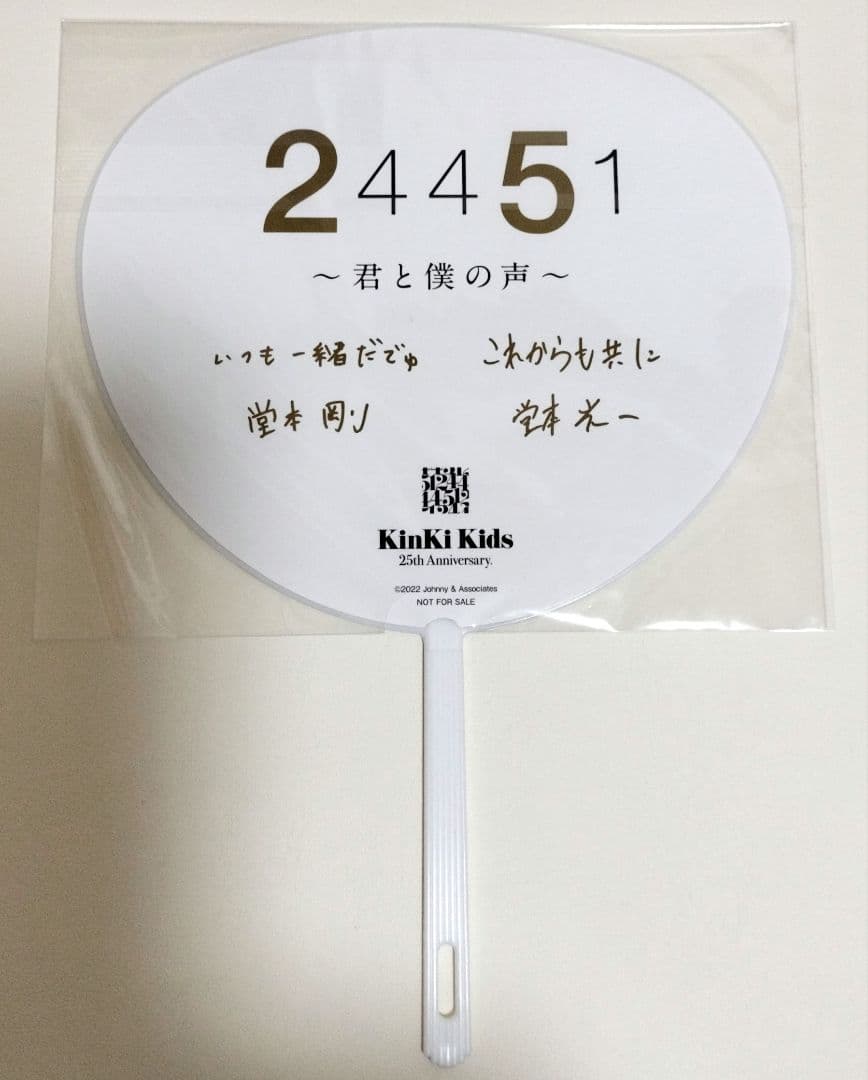 24451
～君と僕の声～
いつも一緒だでゅ
これからも共に
堂本剛
堂本光一
KinKi Kids
25th Anniversary.
©2022 Johnny & Associates
NOT FOR SALE